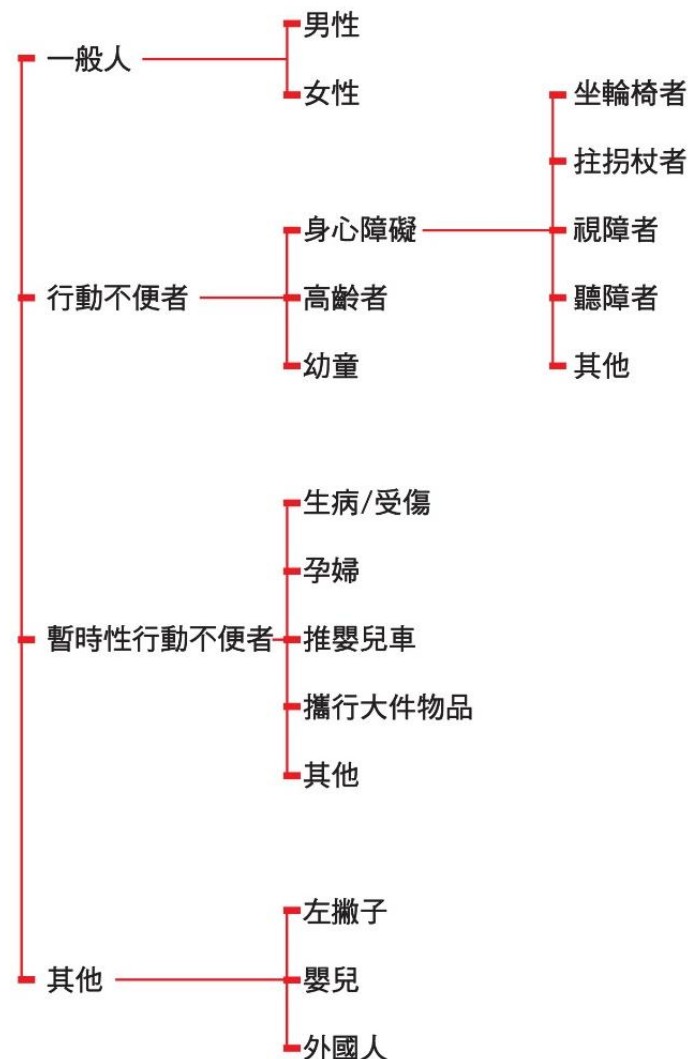 一般人
男性
女性
行動不便者
身心障礙
坐輪椅者
拄拐杖者
視障者
聽障者
其他
高齡者
幼童
暫時性行動不便者
生病/受傷
孕婦
推嬰兒車
攜行大件物品
其他
其他
左撇子
嬰兒
外國人